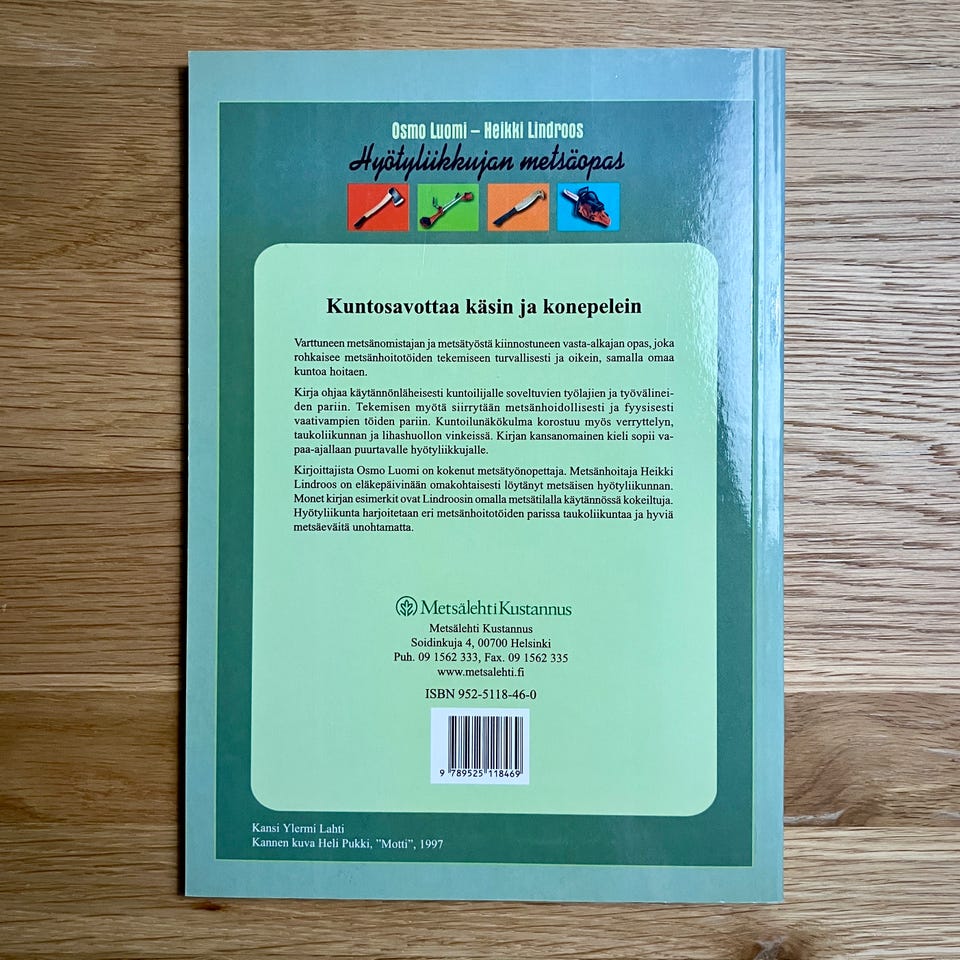 Osmo Luomi – Heikki Lindroos
Hyötyliikkujan metsäopas
Kuntosavottaa käsin ja konepelein
Varttuneen metsänomistajan ja metsätyöstä kiinnostuneen vasta-alkajan opas, joka
rohkaisee metsänhoitotöiden tekemiseen turvallisesti ja oikein, samalla omaa
kuntoa hoitaen.
Kirja ohjaa käytännönläheisesti kuntoilijalle soveltuvien työlajien ja työvälinei-
den pariin. Tekemisen myötä siirrytään metsänhoidollisesti ja fyysisesti
vaativampien töiden pariin. Kuntoilunäkökulma korostuu myös verryttelyn,
taukoliikunnan ja lihashuollon vinkeissä. Kirjan kansanomainen kieli sopii va-
paa-ajallaan puurtavalle hyötyliikkujalle.
Kirjoittajista Osmo Luomi on kokenut metsätyönopettaja. Metsänhoitaja Heikki
Lindroos on eläkepäivinään omakohtaisesti löytänyt metsäisen hyötyliikunnan.
Monet kirjan esimerkit ovat Lindroosin omalla metsätilalla käytännössä kokeiltuja.
Hyötyliikunta harjoitetaan eri metsänhoitotöiden parissa taukoliikuntaa ja hyviä
metsäeväitä unohtamatta.
MetsälehtiKustannus
Metsälehti Kustannus
Soidinkuja 4, 00700 Helsinki
Puh. 09 1562 333, Fax. 09 1562 335
www.metsalehti.fi
ISBN 952-5118-46-0
9 789525 118469
Kansi Ylermi Lahti
Kannen kuva Heli Pukki, ”Motti”, 1997